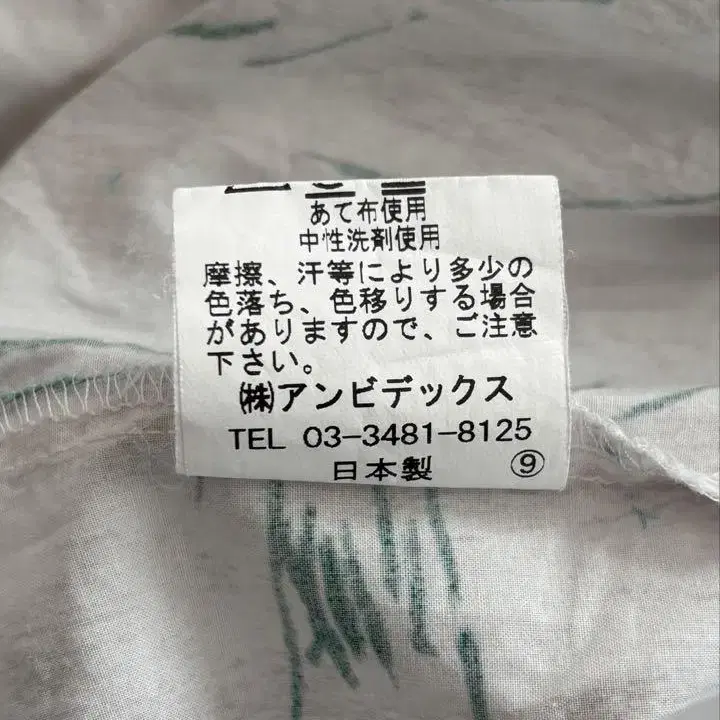 あて布使用
中性洗剤使用
摩擦、汗等により多少の
色落ち、色移りする場合
がありますので、ご注意
下さい。
㈱アンビデックス
TEL 03-3481-8125
日本製 ⑨